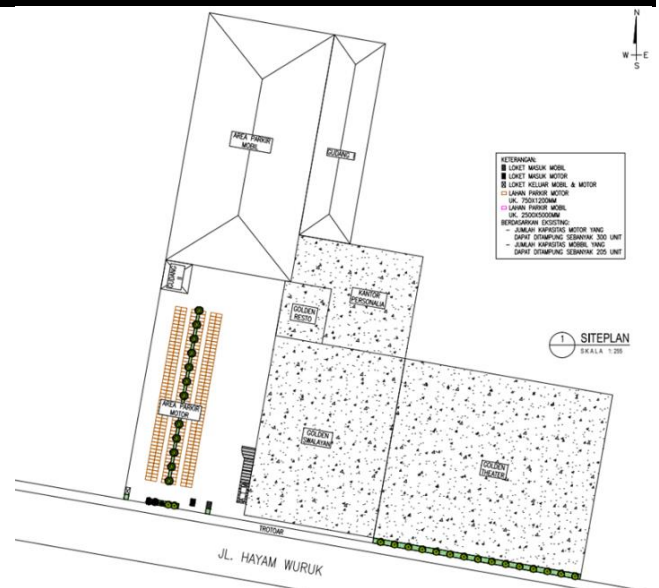 N
W E
S
AREA PARKIR
MOBIL
GUDANG
KETERANGAN:
LOKET MASUK MOBIL
LOKET MASUK MOTOR
LOKET KELUAR MOBIL & MOTOR
LAHAN PARKIR MOTOR
UK. 750X1200MM
LAHAN PARKIR MOBIL
UK. 2500X5000MM
BERDASARKAN EKSISTING:
- JUMLAH KAPASITAS MOTOR YANG
DAPAT DITAMPUNG SEBANYAK 300 UNIT
- JUMLAH KAPASITAS MOBBIL YANG
DAPAT DITAMPUNG SEBANYAK 205 UNIT
GUDANG
KANTOR
PERSONALIA
GOLDEN
RESTO
1 SITEPLAN
SKALA 1:255
AREA PARKIR
MOTOR
GOLDEN
SWALAYAN
GOLDEN
THEATER
TROTOAR
JL. HAYAM WURUK